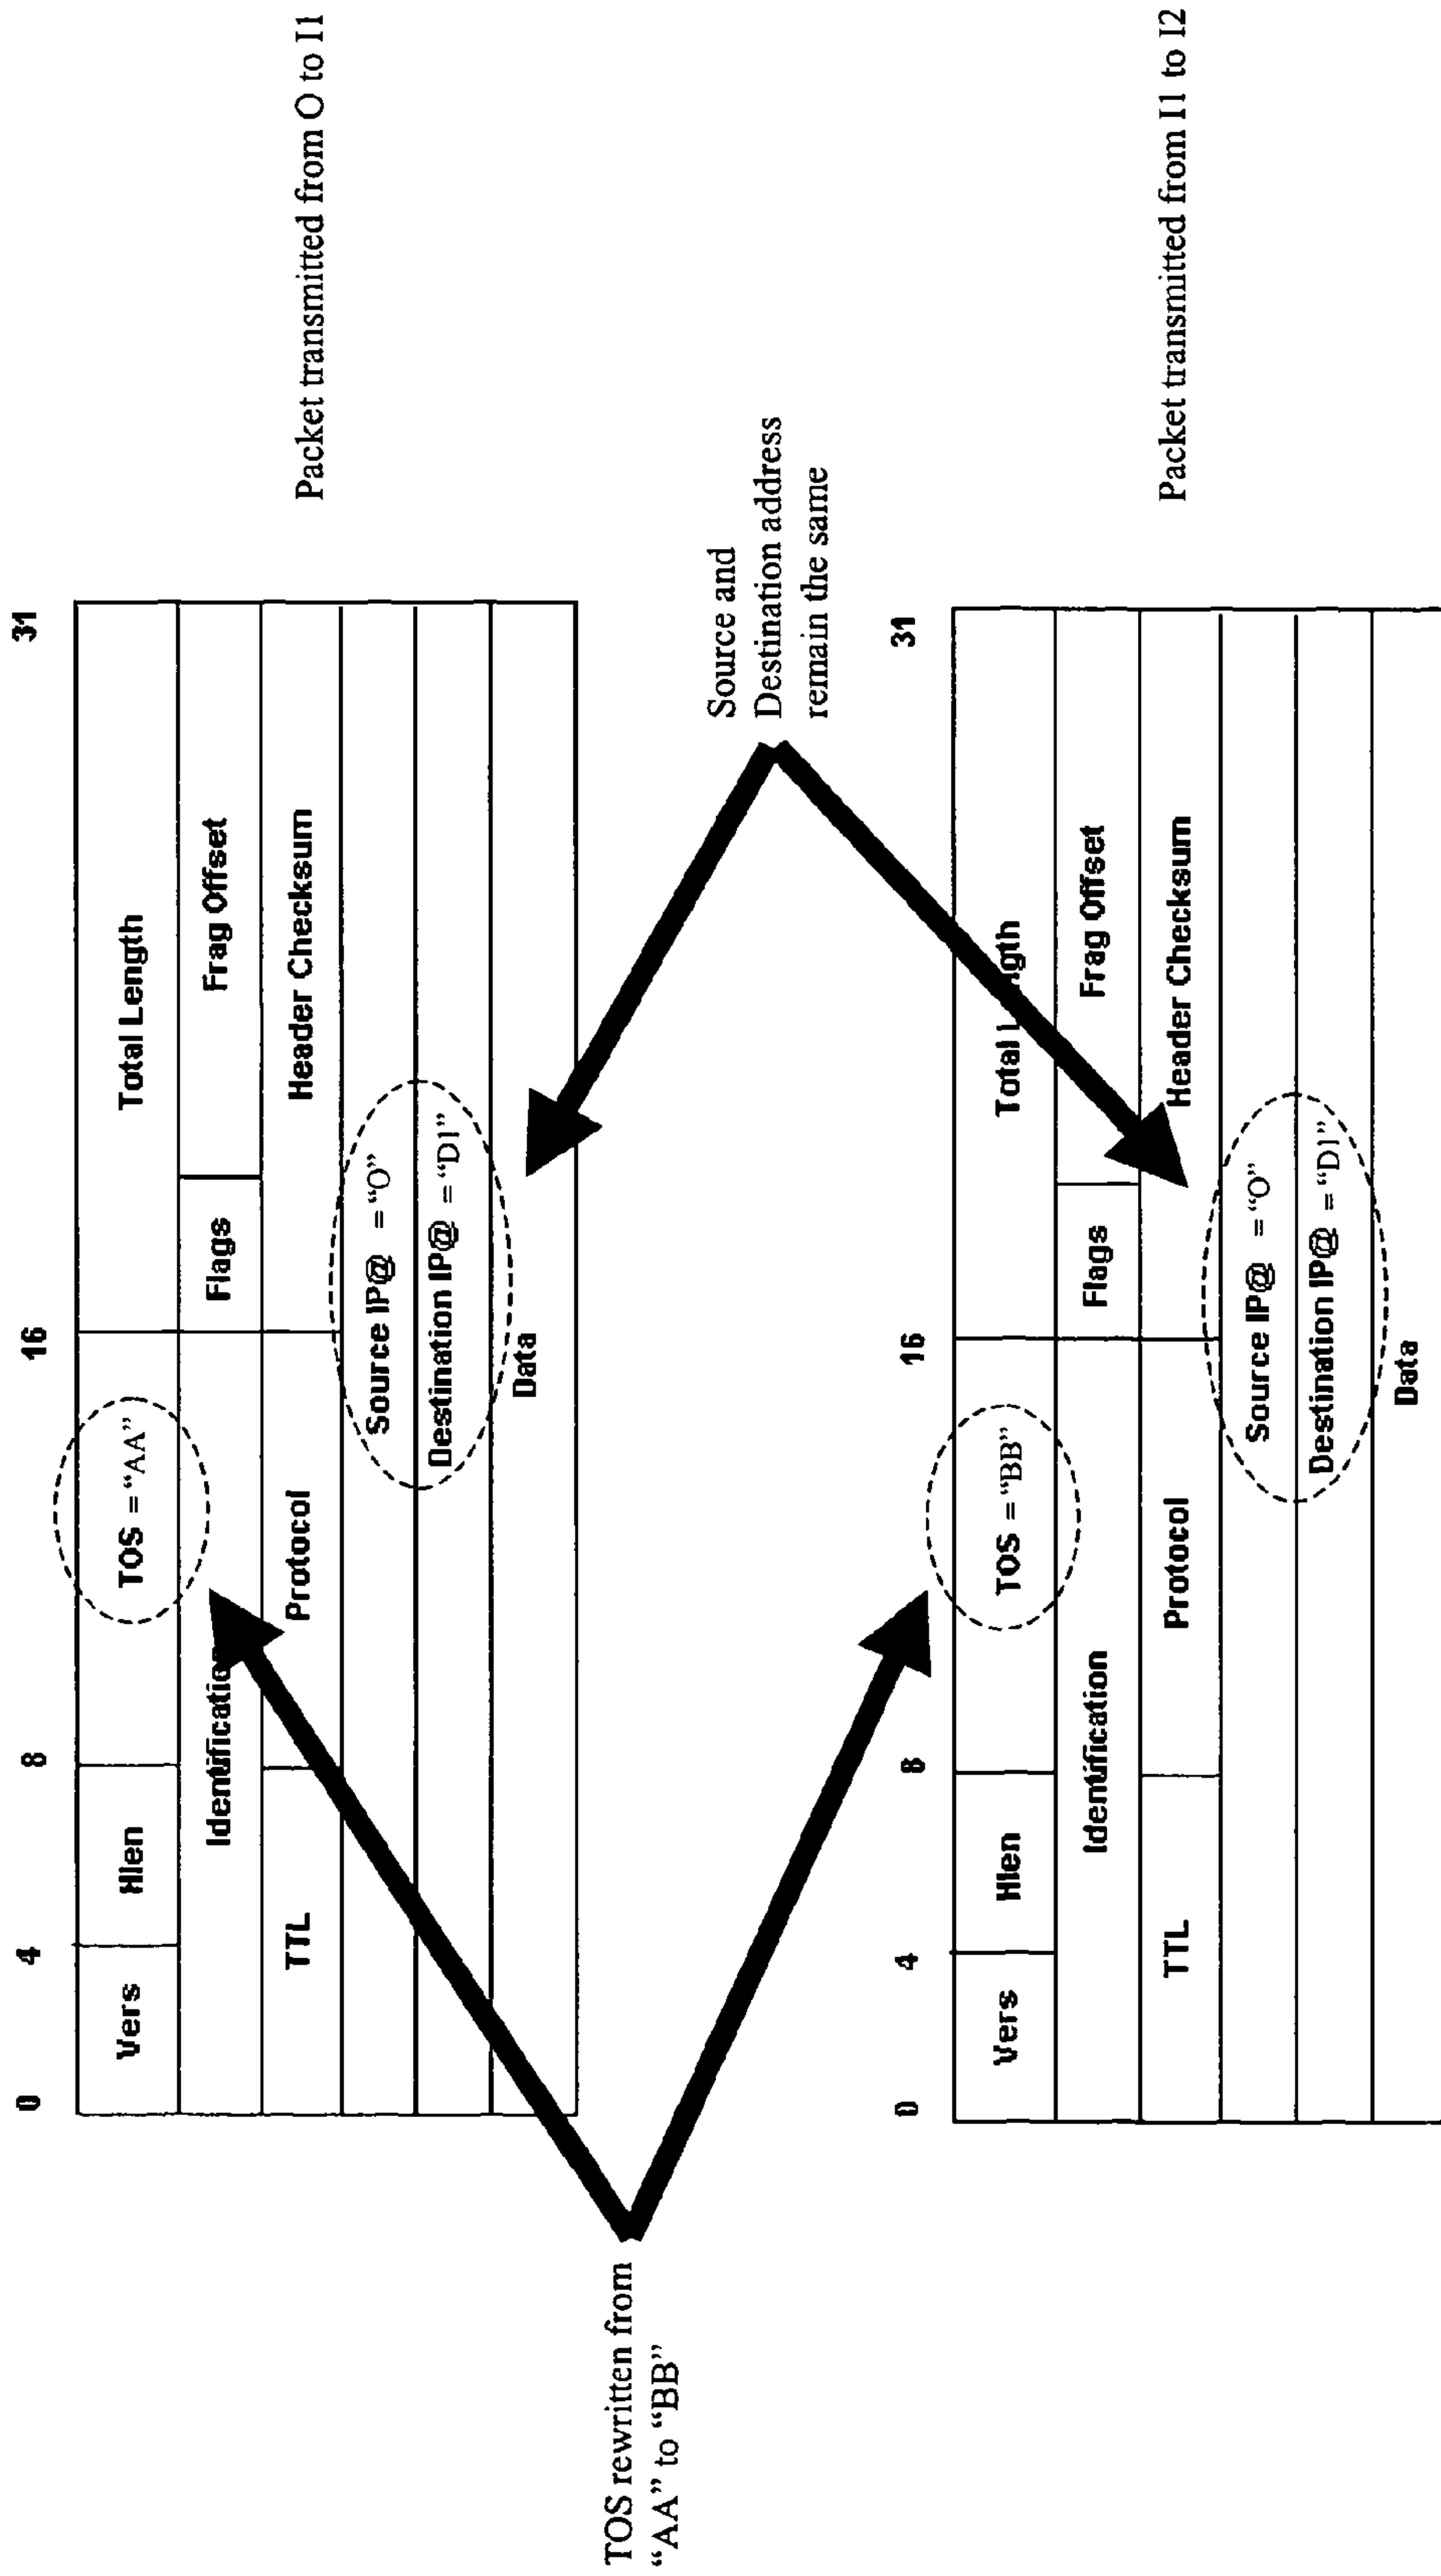 0 4 8 16 31
Vers Hlen TOS = “AA” Total Length
Identification Flags Frag Offset
TTL Protocol Header Checksum
Source IP@ = “O”
Destination IP@ = “D1”
Data
Packet transmitted from O to I1
TOS rewritten from
“AA” to “BB”
Source and
Destination address
remain the same
0 4 8 16 31
Vers Hlen TOS = “BB” Total Length
Identification Flags Frag Offset
TTL Protocol Header Checksum
Source IP@ = “O”
Destination IP@ = “D1”
Data
Packet transmitted from I1 to I2